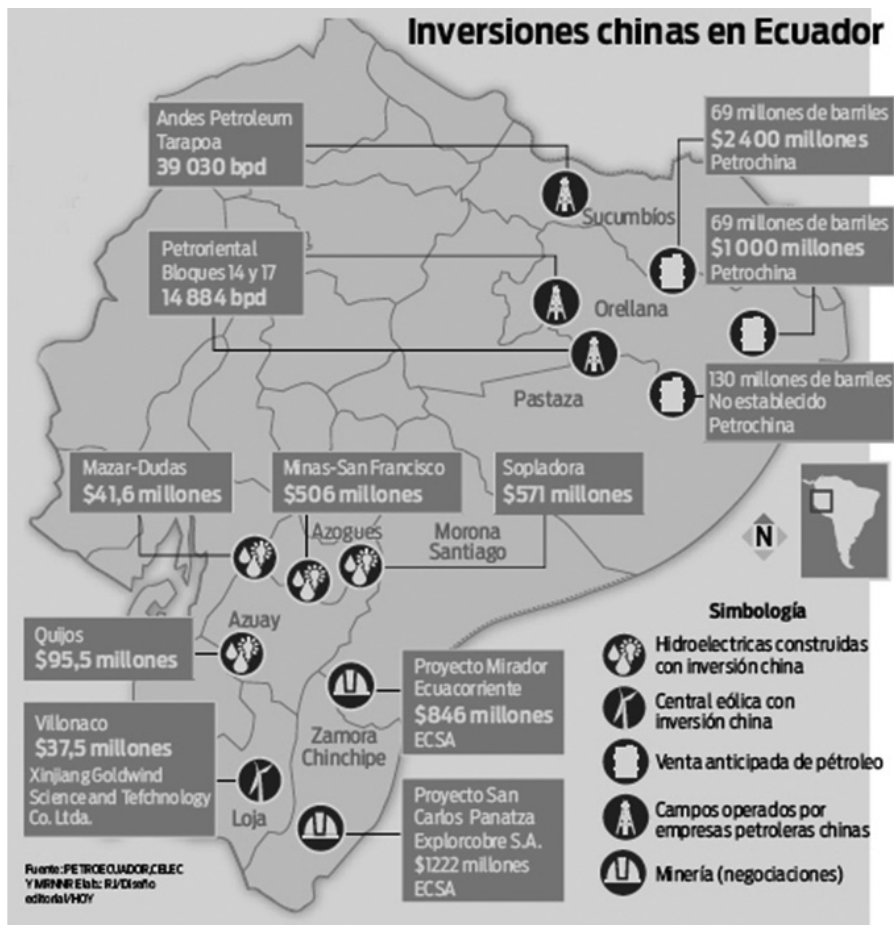 Inversiones chinas en Ecuador
Andes Petroleum
Tarapoa
39 030 bpd
69 millones de barriles
$2 400 millones
Petrochina
Sucumbíos
Petroriental
Bloques 14 y 17
14 884 bpd
69 millones de barriles
$1 000 millones
Petrochina
Orellana
Pastaza
130 millones de barriles
No establecido
Petrochina
Mazar-Dudas
$41,6 millones
Minas-San Francisco
$506 millones
Sopladora
$571 millones
Azogues
Morona
Santiago
N
Azuay
Quijos
$95,5 millones
Villonaco
$37,5 millones
Xinjiang Goldwind
Science and Tefchnology
Co. Ltda.
Loja
Zamora
Chinchipe
Proyecto Mirador
Ecuacorriente
$846 millones
ECSA
Proyecto San
Carlos Panatza
Explorcobre S.A.
$1222 millones
ECSA
Simbología
Hidroelectricas construidas
con inversión china
Central eólica con
inversión china
Venta anticipada de pétroleo
Campos operados por
empresas petroleras chinas
Minería (negociaciones)
Fuente: PETROECUADOR,CELEC
Y MRNNR Elab.: RJ/Diseño
editorial/HOY